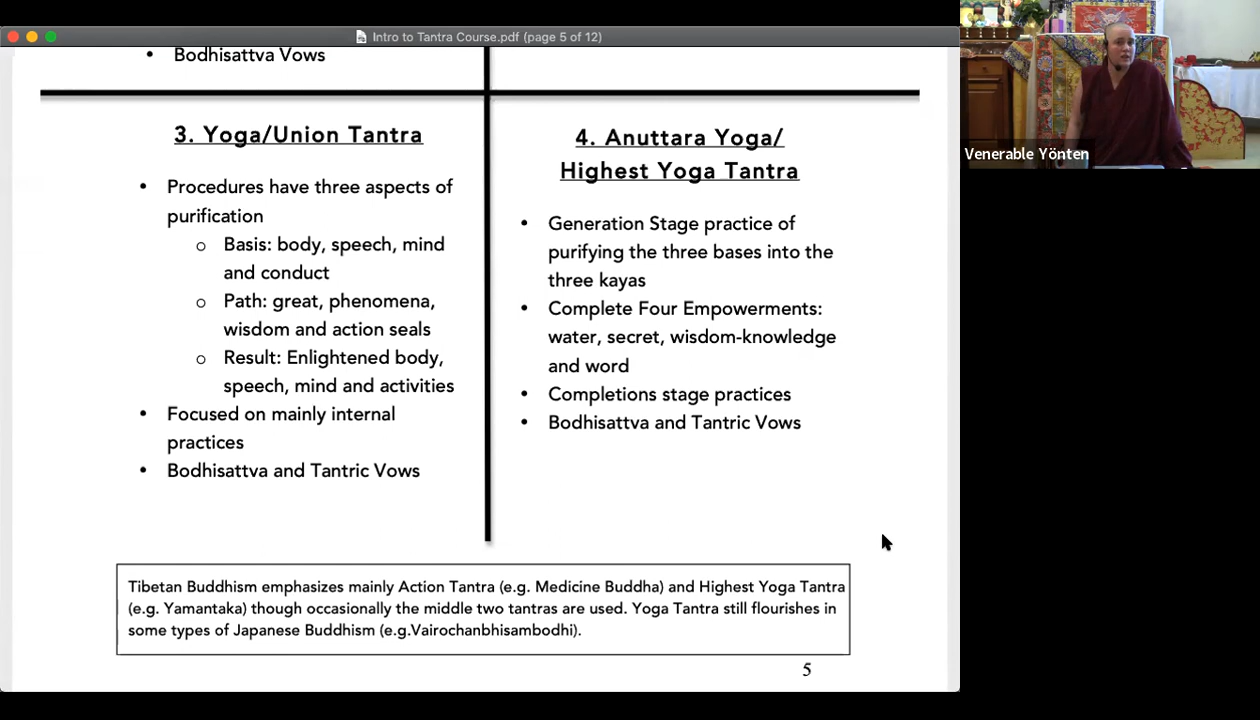 Intro to Tantra Course.pdf (page 5 of 12)
• Bodhisattva Vows
3. Yoga/Union Tantra
• Procedures have three aspects of
purification
o Basis: body, speech, mind
and conduct
o Path: great, phenomena,
wisdom and action seals
o Result: Enlightened body,
speech, mind and activities
• Focused on mainly internal
practices
• Bodhisattva and Tantric Vows
4. Anuttara Yoga/
Highest Yoga Tantra
• Generation Stage practice of
purifying the three bases into the
three kayas
• Complete Four Empowerments:
water, secret, wisdom-knowledge
and word
• Completions stage practices
• Bodhisattva and Tantric Vows
Tibetan Buddhism emphasizes mainly Action Tantra (e.g. Medicine Buddha) and Highest Yoga Tantra
(e.g. Yamantaka) though occasionally the middle two tantras are used. Yoga Tantra still flourishes in
some types of Japanese Buddhism (e.g.Vairochanbhisambodhi).
5
Venerable Yönten